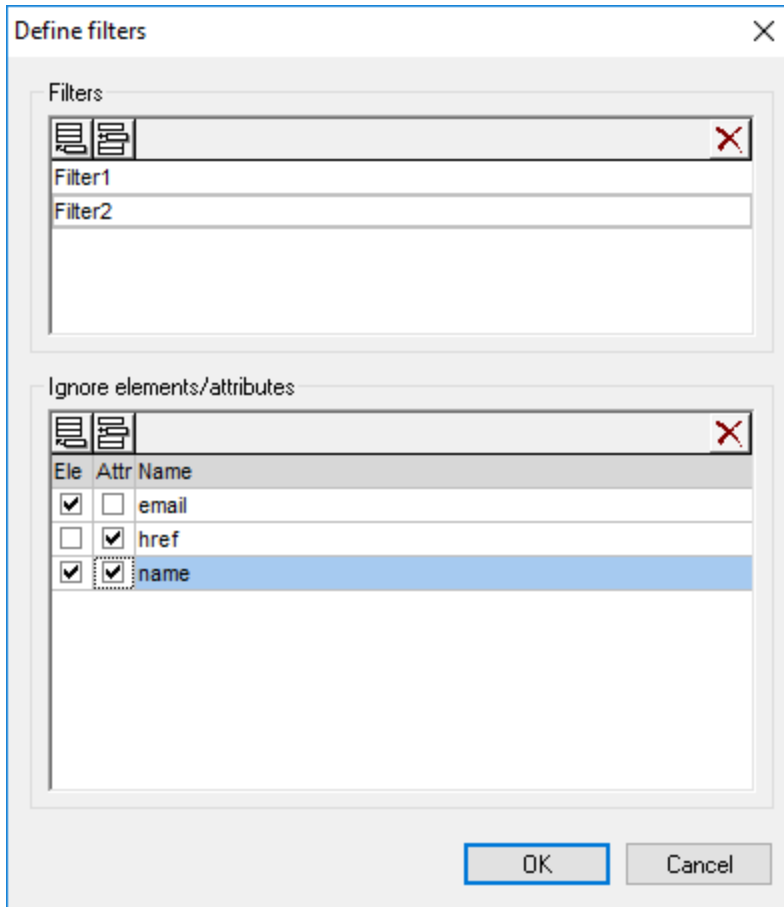 Define filters
Filters
Filter1
Filter2
Ignore elements/attributes
Ele Attr Name
email
href
name
OK Cancel